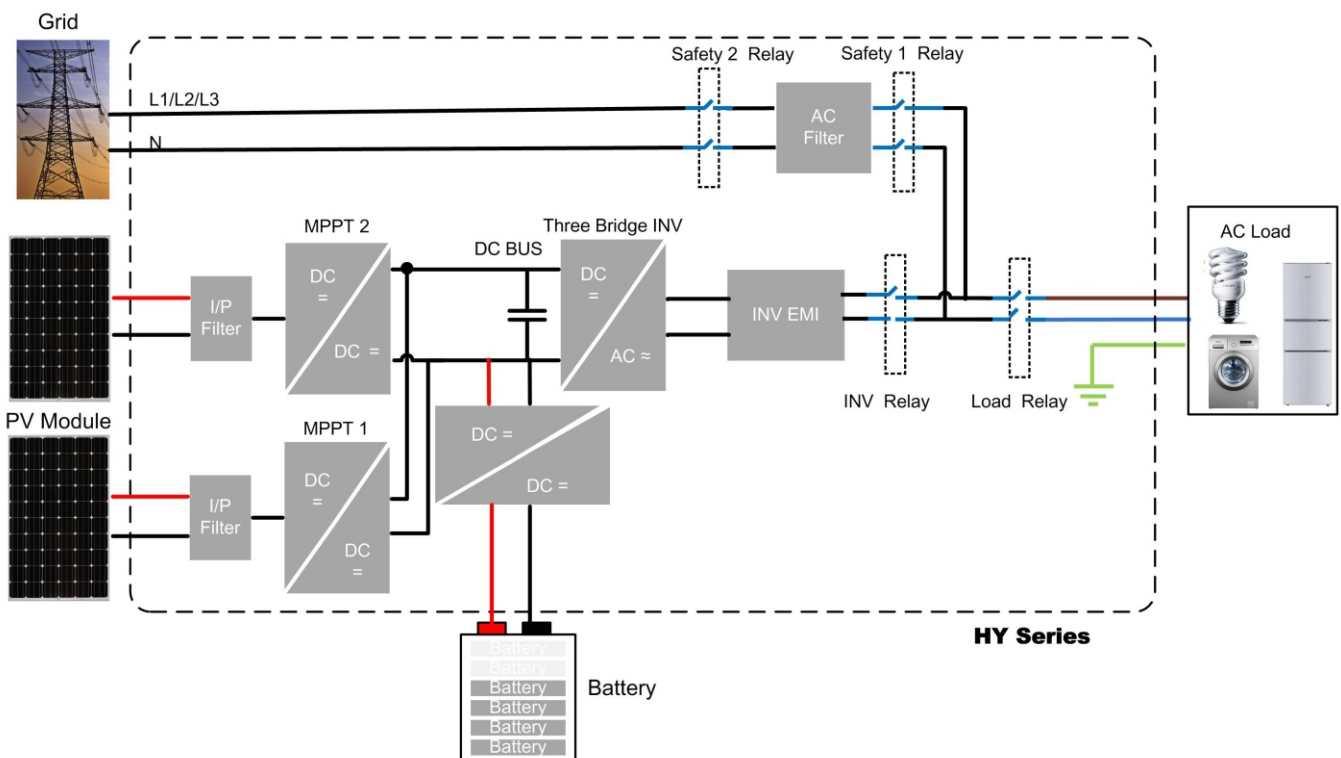 Grid
Safety 2 Relay
Safety 1 Relay
L1/L2/L3
AC
Filter
N
MPPT 2
Three Bridge INV
DC BUS
AC Load
DC
=
DC =
DC
=
AC ≈
I/P
Filter
INV EMI
INV Relay
Load Relay
PV Module
MPPT 1
DC =
DC =
DC
=
DC
=
I/P
Filter
HY Series
Battery
Battery
Battery
Battery
Battery
Battery
Battery